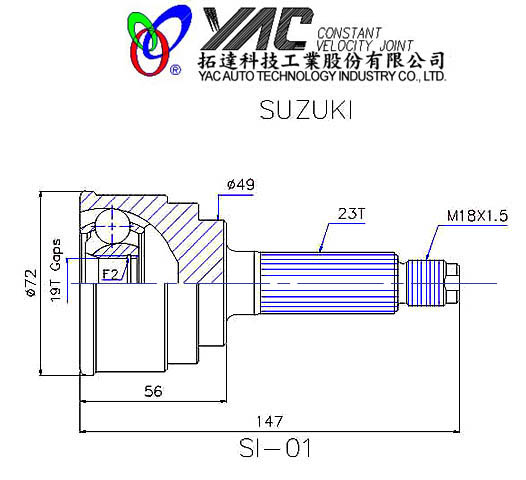 YAC CONSTANT
VELOCITY JOINT
®
拓達科技工業股份有限公司
YAC AUTO TECHNOLOGY INDUSTRY CO., LTD.
SUZUKI
ø49
23T
M18X1.5
ø72
19T Gaps
F2
56
147
SI-01